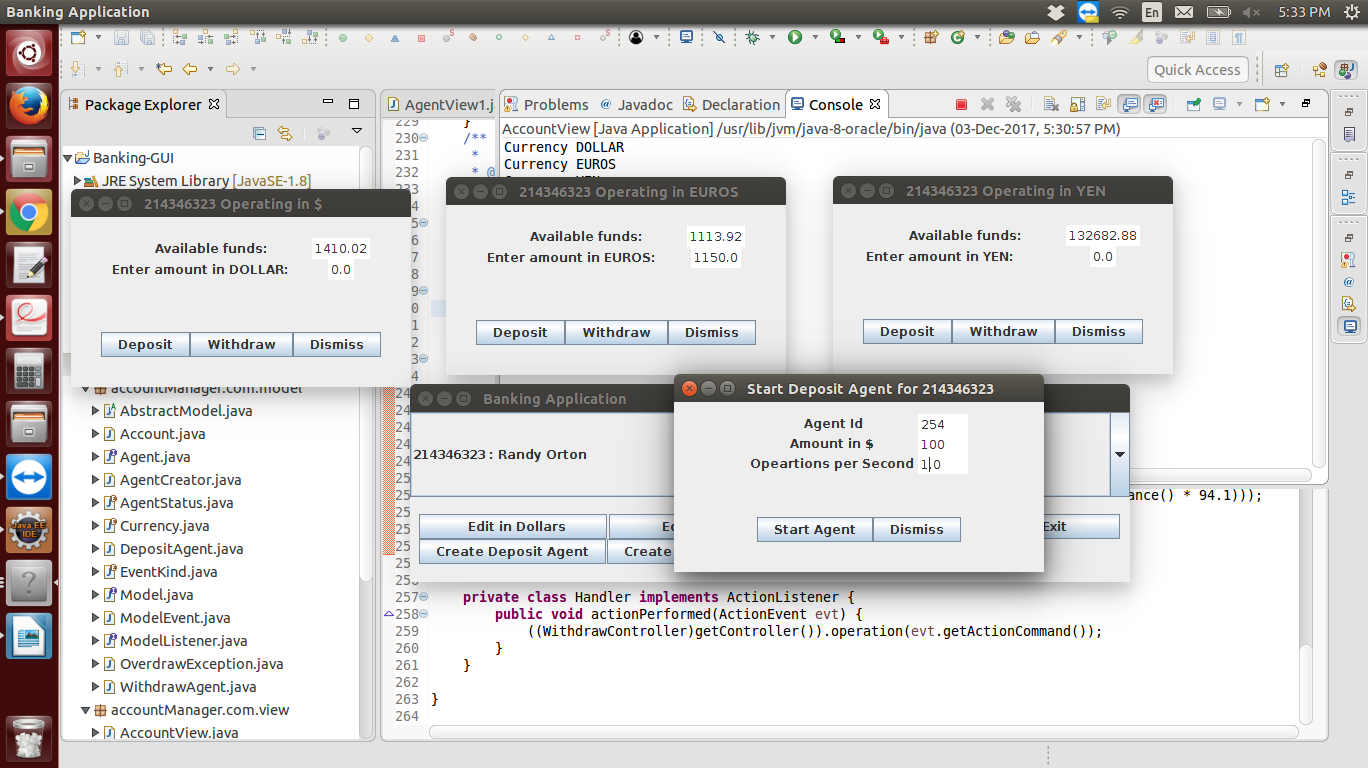 Banking Application
En
5:33 PM
Quick Access
Package Explorer
AgentView1.j
Problems
@ Javadoc
Declaration
Console
AccountView [Java Application] /usr/lib/jvm/java-8-oracle/bin/java (03-Dec-2017, 5:30:57 PM)
Currency DOLLAR
Currency EUROS
Banking-GUI
JRE System Library [JavaSE-1.8]
229 }
230 /**
231 *
232 * @
214346323 Operating in $
Available funds: 1410.02
Enter amount in DOLLAR: 0.0
Deposit Withdraw Dismiss
214346323 Operating in EUROS
Available funds: 1113.92
Enter amount in EUROS: 1150.0
Deposit Withdraw Dismiss
214346323 Operating in YEN
Available funds: 132682.88
Enter amount in YEN: 0.0
Deposit Withdraw Dismiss
accountManager.com.model
AbstractModel.java
Account.java
Agent.java
AgentCreator.java
AgentStatus.java
Currency.java
DepositAgent.java
EventKind.java
Model.java
ModelEvent.java
ModelListener.java
OverdrawException.java
WithdrawAgent.java
accountManager.com.view
AccountView.java
Java EE
IDE
Banking Application
214346323 : Randy Orton
Edit in Dollars
Exit
Create Deposit Agent
Create
Start Deposit Agent for 214346323
Agent Id 254
Amount in $ 100
Opeartions per Second 1.0
Start Agent Dismiss
ance() * 94.1)));
257 private class Handler implements ActionListener {
258 public void actionPerformed(ActionEvent evt) {
259 ((WithdrawController)getController()).operation(evt.getActionCommand());
260 }
261 }
262
263 }
264